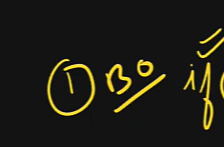 ① BO if